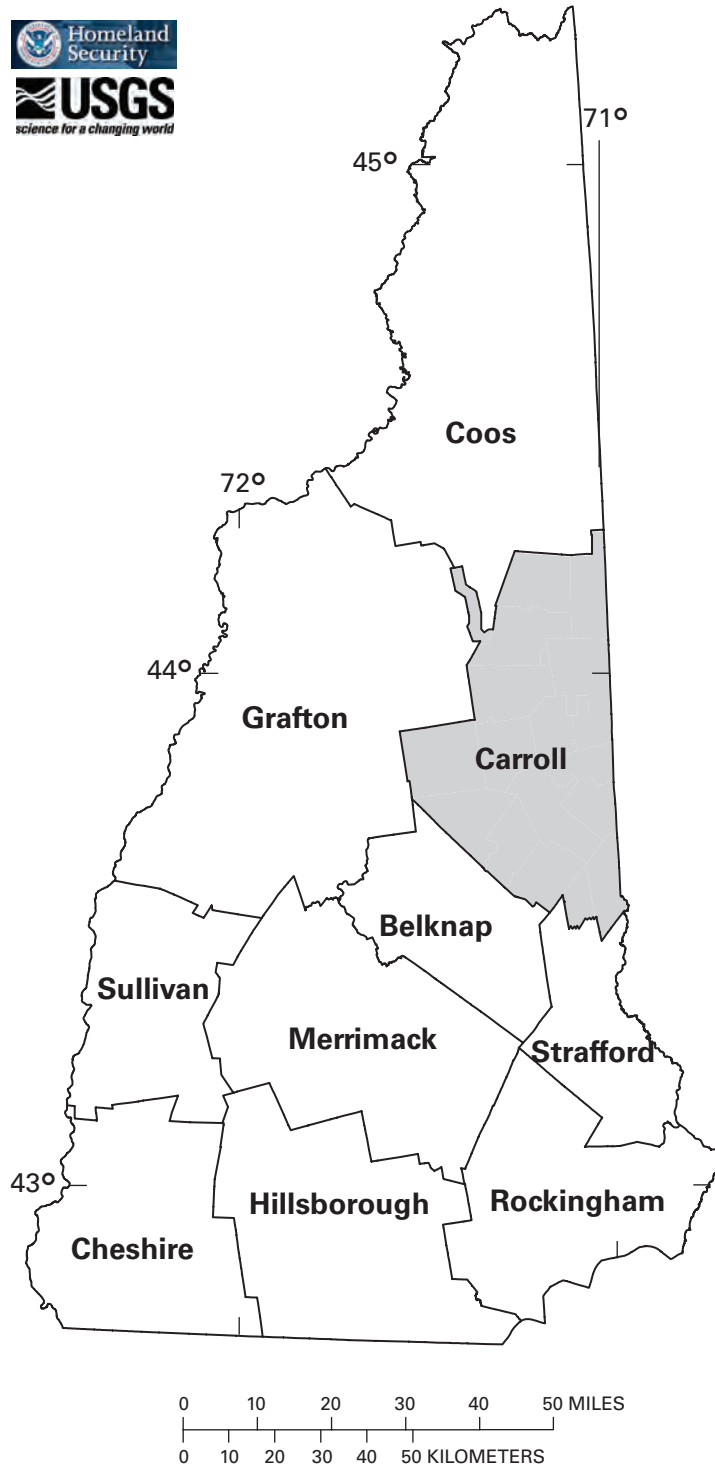 Homeland
Security
USGS
science for a changing world
71°
45°
Coos
72°
44°
Grafton
Carroll
Belknap
Sullivan
Merrimack
Strafford
43°
Hillsborough
Rockingham
Cheshire
0 10 20 30 40 50 MILES
0 10 20 30 40 50 KILOMETERS